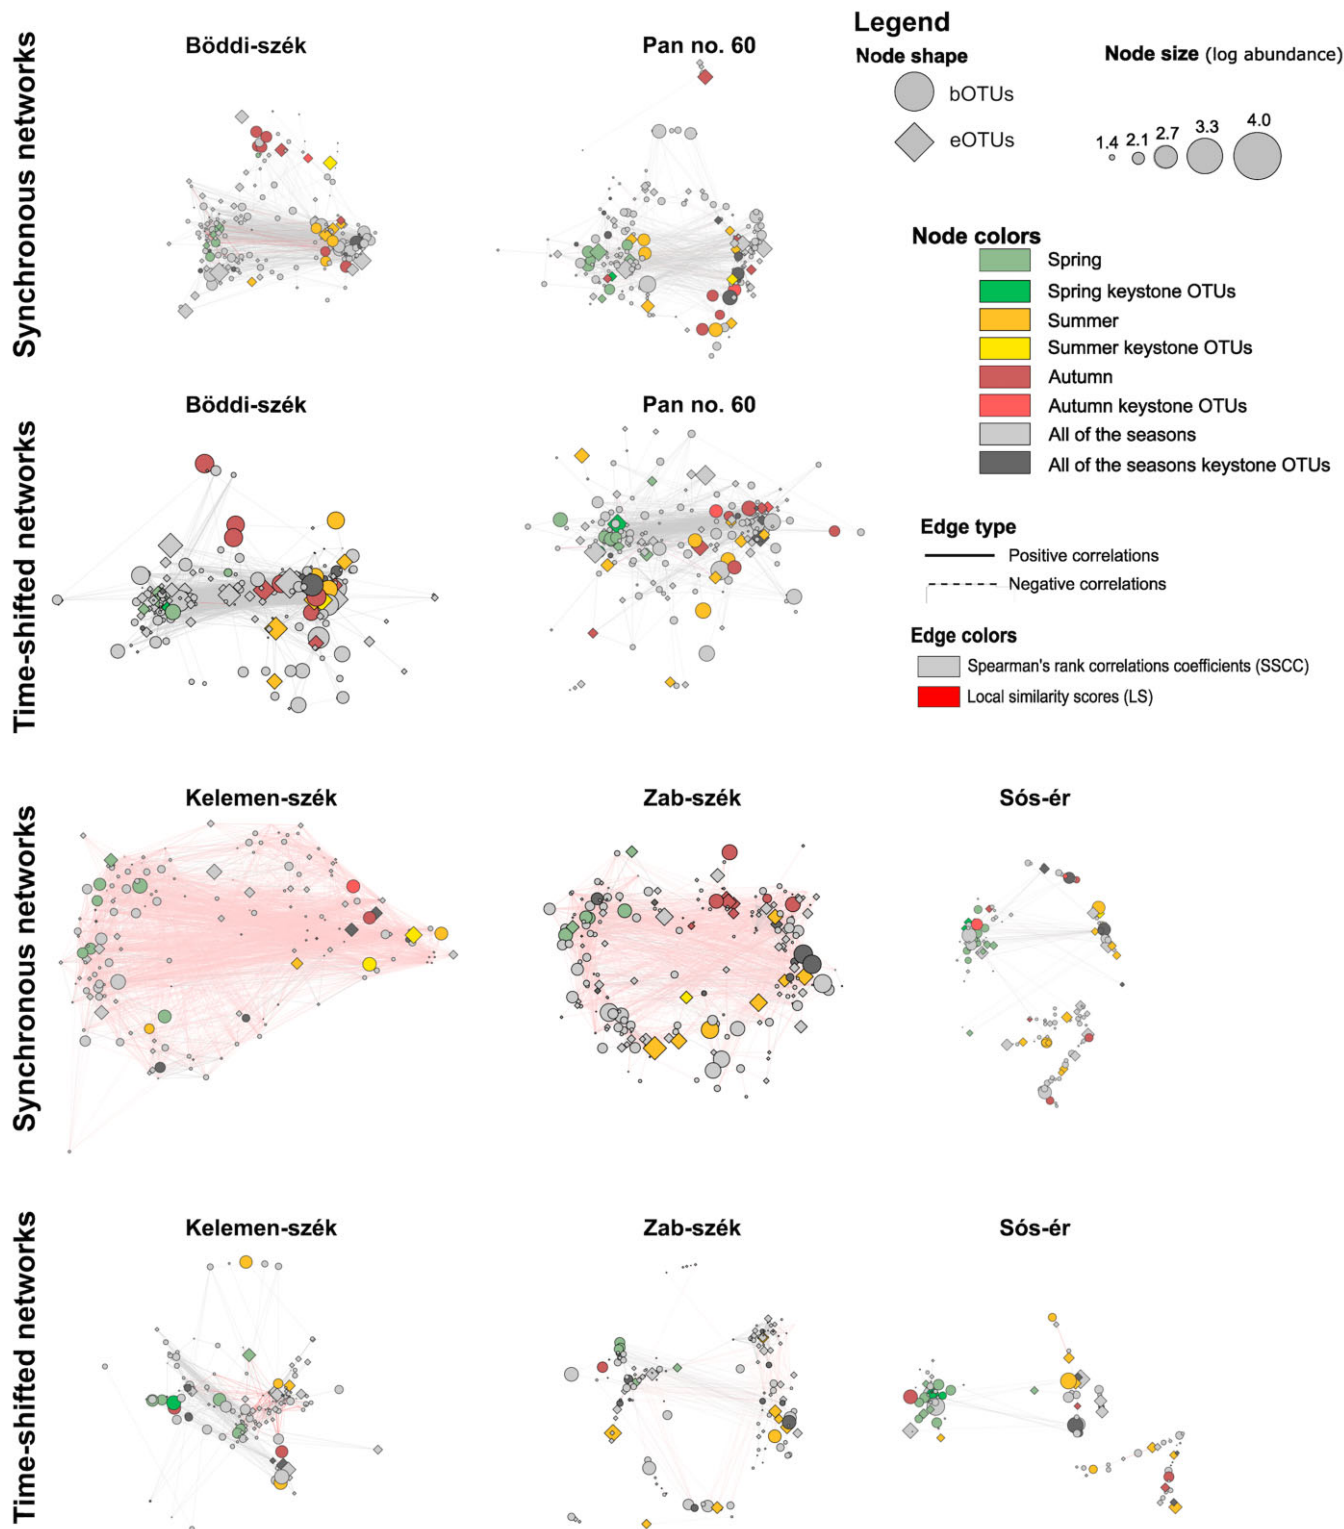 Legend
Böddi-szék
Pan no. 60
Node shape
Node size (log abundance)
bOTUs
eOTUs
1.4 2.1 2.7 3.3 4.0
Synchronous networks
Node colors
Spring
Spring keystone OTUs
Summer
Summer keystone OTUs
Autumn
Autumn keystone OTUs
All of the seasons
All of the seasons keystone OTUs
Böddi-szék
Pan no. 60
Time-shifted networks
Edge type
Positive correlations
Negative correlations
Edge colors
Spearman's rank correlations coefficients (SSCC)
Local similarity scores (LS)
Kelemen-szék
Zab-szék
Sós-ér
Synchronous networks
Kelemen-szék
Zab-szék
Sós-ér
Time-shifted networks